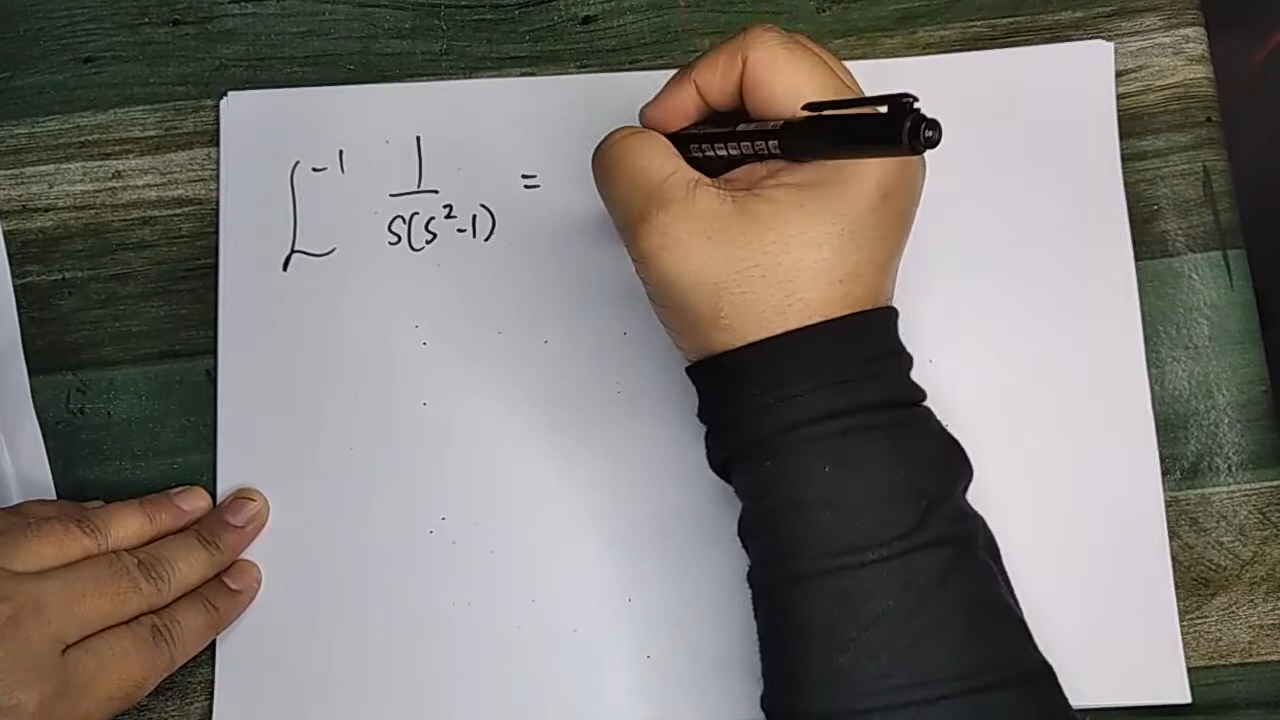 L⁻¹ 1/s(s²-1) =